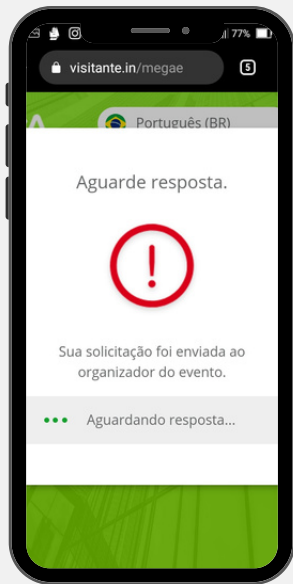 77%
visitante.in/megae
5
Português (BR)
Aguarde resposta.
!
Sua solicitação foi enviada ao
organizador do evento.
Aguardando resposta...